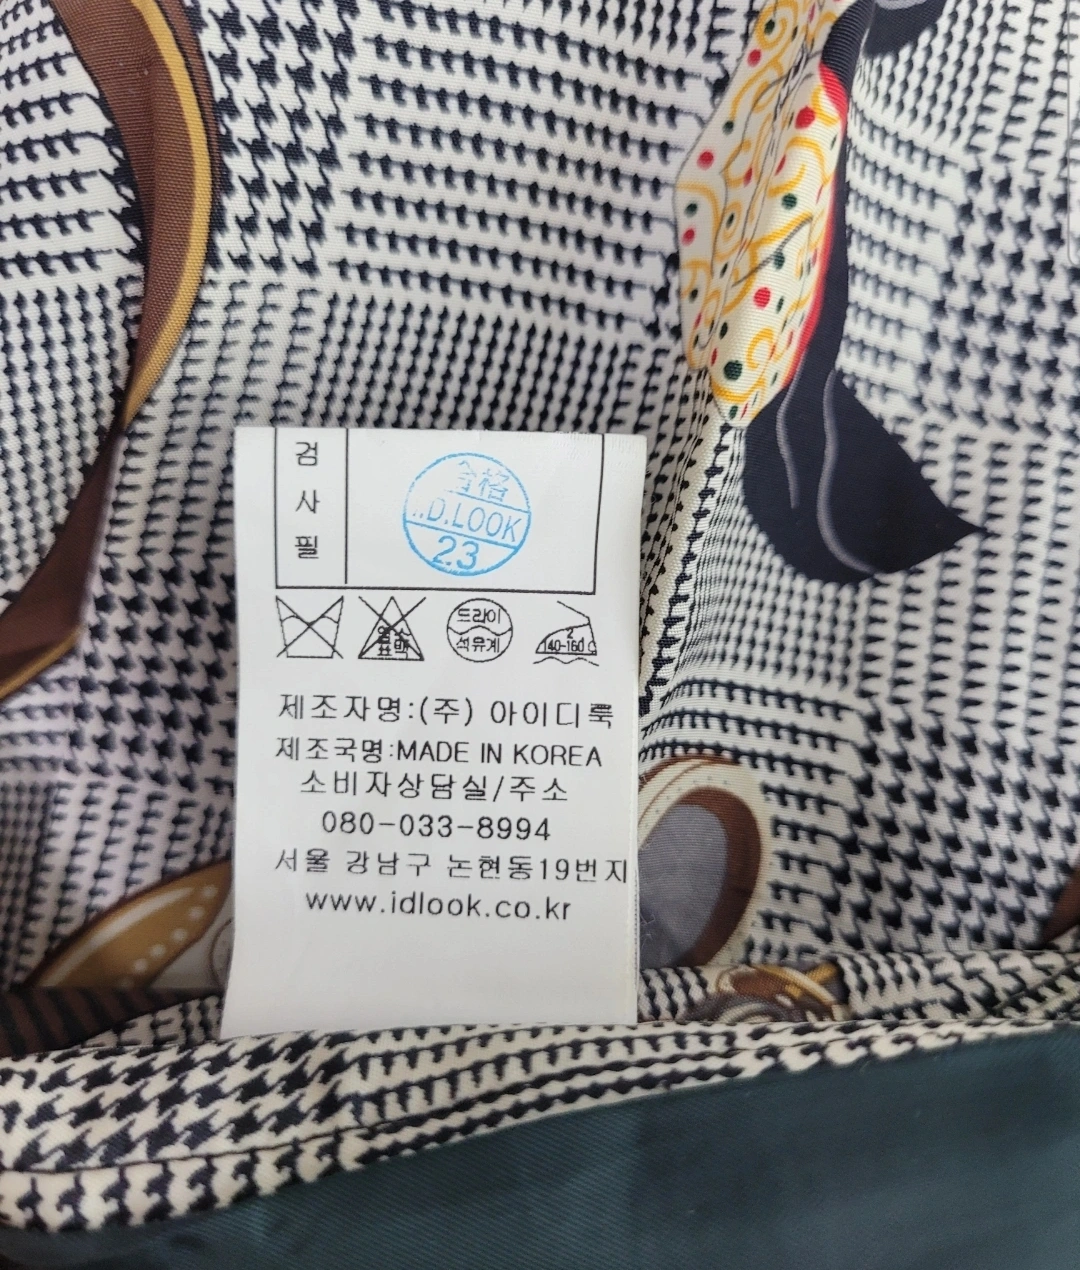 검
사
필
合格
I.D.LOOK
23
표백
드라이
석유계
2
140-160 C
제조자명:(주) 아이디룩
제조국명:MADE IN KOREA
소비자상담실/주소
080-033-8994
서울 강남구 논현동19번지
www.idlook.co.kr